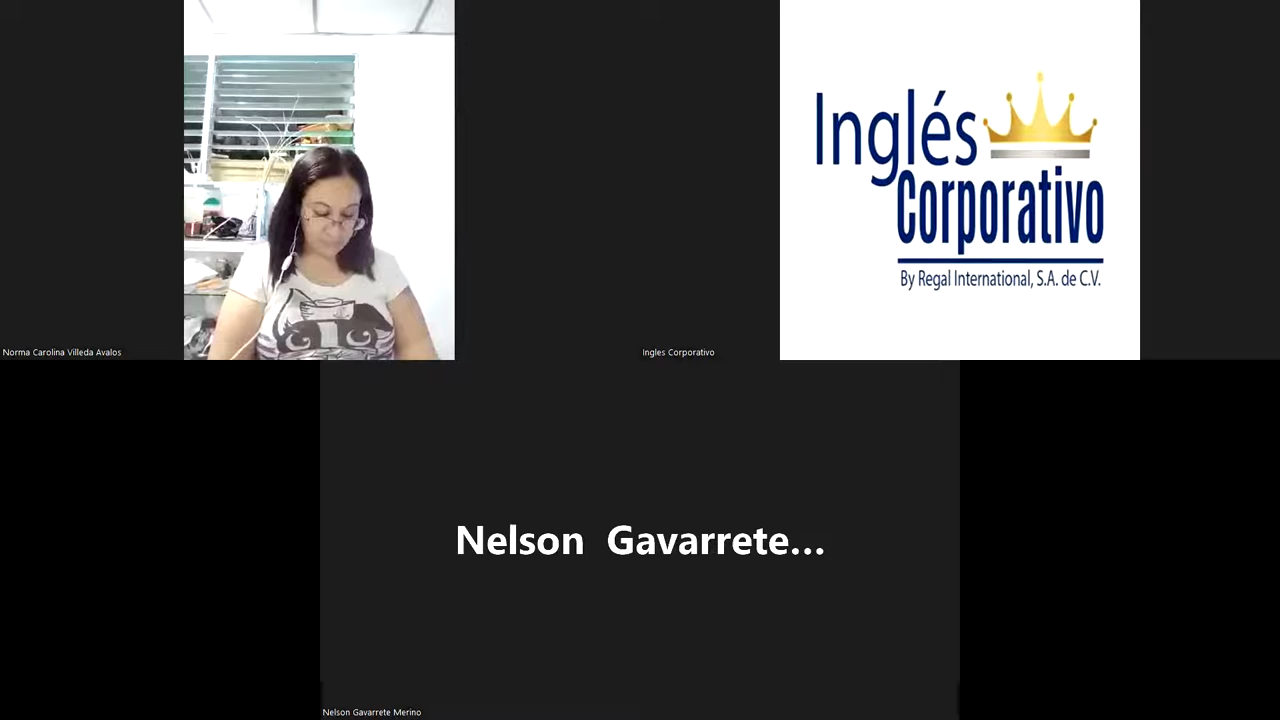 Inglés
Corporativo
By Regal International, S.A. de C.V.
Norma Carolina Villeda Avalos
Ingles Corporativo
Nelson Gavarrete...
Nelson Gavarrete Merino